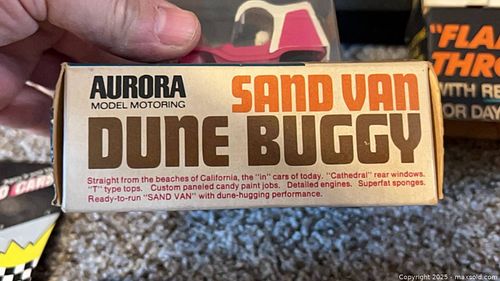 AURORA
MODEL MOTORING
SAND VAN
DUNE BUGGY
Straight from the beaches of California, the "in" cars of today. "Cathedral" rear windows.
"T" type tops. Custom paneled candy paint jobs. Detailed engines. Superfat sponges.
Ready-to-run "SAND VAN" with dune-hugging performance.
"FLA
THRO
WITH RE
OR DAY
CARS
Copyright © 2025 - maxsold.com